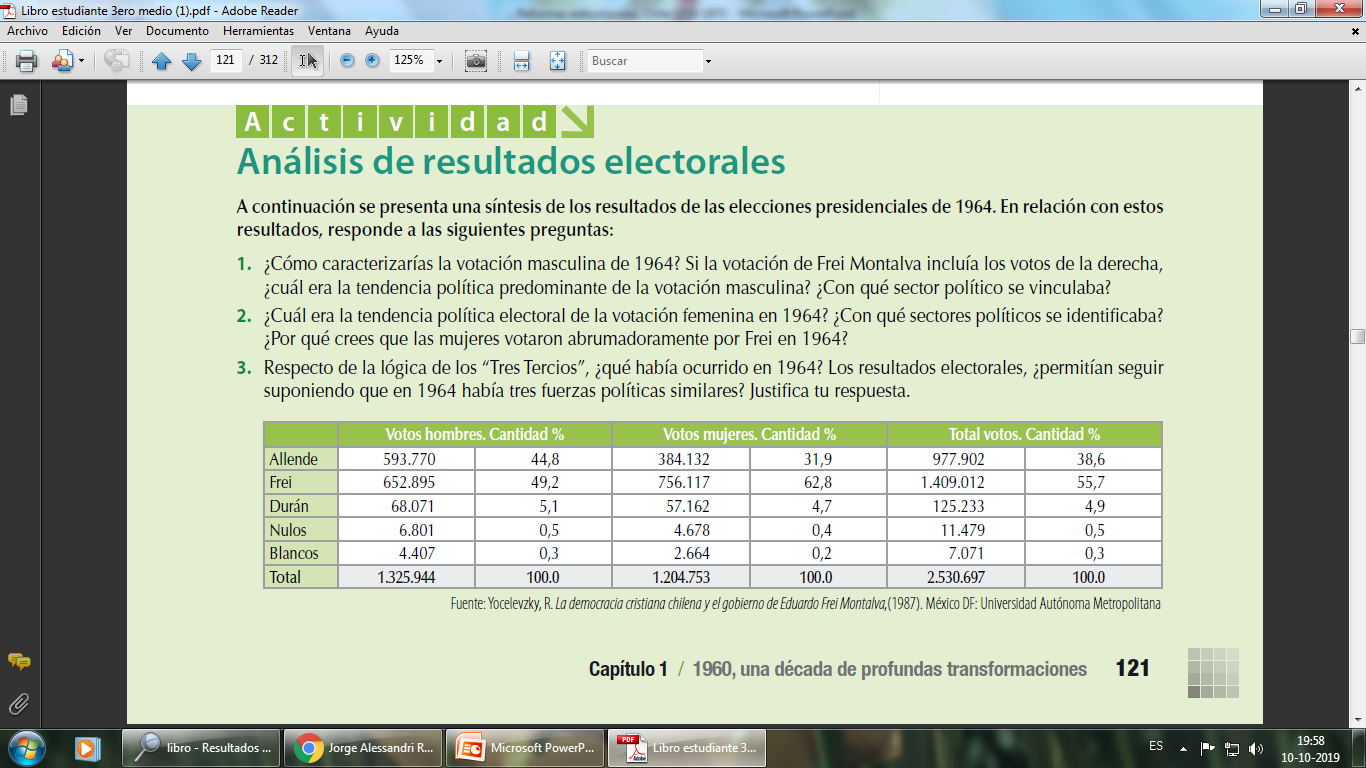 Libro estudiante 3ero medio (1).pdf - Adobe Reader
Archivo Edición Ver Documento Herramientas Ventana Ayuda
121 / 312 125% Buscar
Actividad
Análisis de resultados electorales
A continuación se presenta una síntesis de los resultados de las elecciones presidenciales de 1964. En relación con estos
resultados, responde a las siguientes preguntas:
1. ¿Cómo caracterizarías la votación masculina de 1964? Si la votación de Frei Montalva incluía los votos de la derecha,
¿cuál era la tendencia política predominante de la votación masculina? ¿Con qué sector político se vinculaba?
2. ¿Cuál era la tendencia política electoral de la votación femenina en 1964? ¿Con qué sectores políticos se identificaba?
¿Por qué crees que las mujeres votaron abrumadoramente por Frei en 1964?
3. Respecto de la lógica de los “Tres Tercios”, ¿qué había ocurrido en 1964? Los resultados electorales, ¿permitían seguir
suponiendo que en 1964 había tres fuerzas políticas similares? Justifica tu respuesta.
Votos hombres. Cantidad % Votos mujeres. Cantidad % Total votos. Cantidad %
Allende 593.770 44,8 384.132 31,9 977.902 38,6
Frei 652.895 49,2 756.117 62,8 1.409.012 55,7
Durán 68.071 5,1 57.162 4,7 125.233 4,9
Nulos 6.801 0,5 4.678 0,4 11.479 0,5
Blancos 4.407 0,3 2.664 0,2 7.071 0,3
Total 1.325.944 100.0 1.204.753 100.0 2.530.697 100.0
Fuente: Yocelevzky, R. La democracia cristiana chilena y el gobierno de Eduardo Frei Montalva,(1987). México DF: Universidad Autónoma Metropolitana
Capítulo 1 / 1960, una década de profundas transformaciones 121
libro - Resultados ... Jorge Alessandri R... Microsoft PowerP... Libro estudiante 3... ES 19:58
10-10-2019